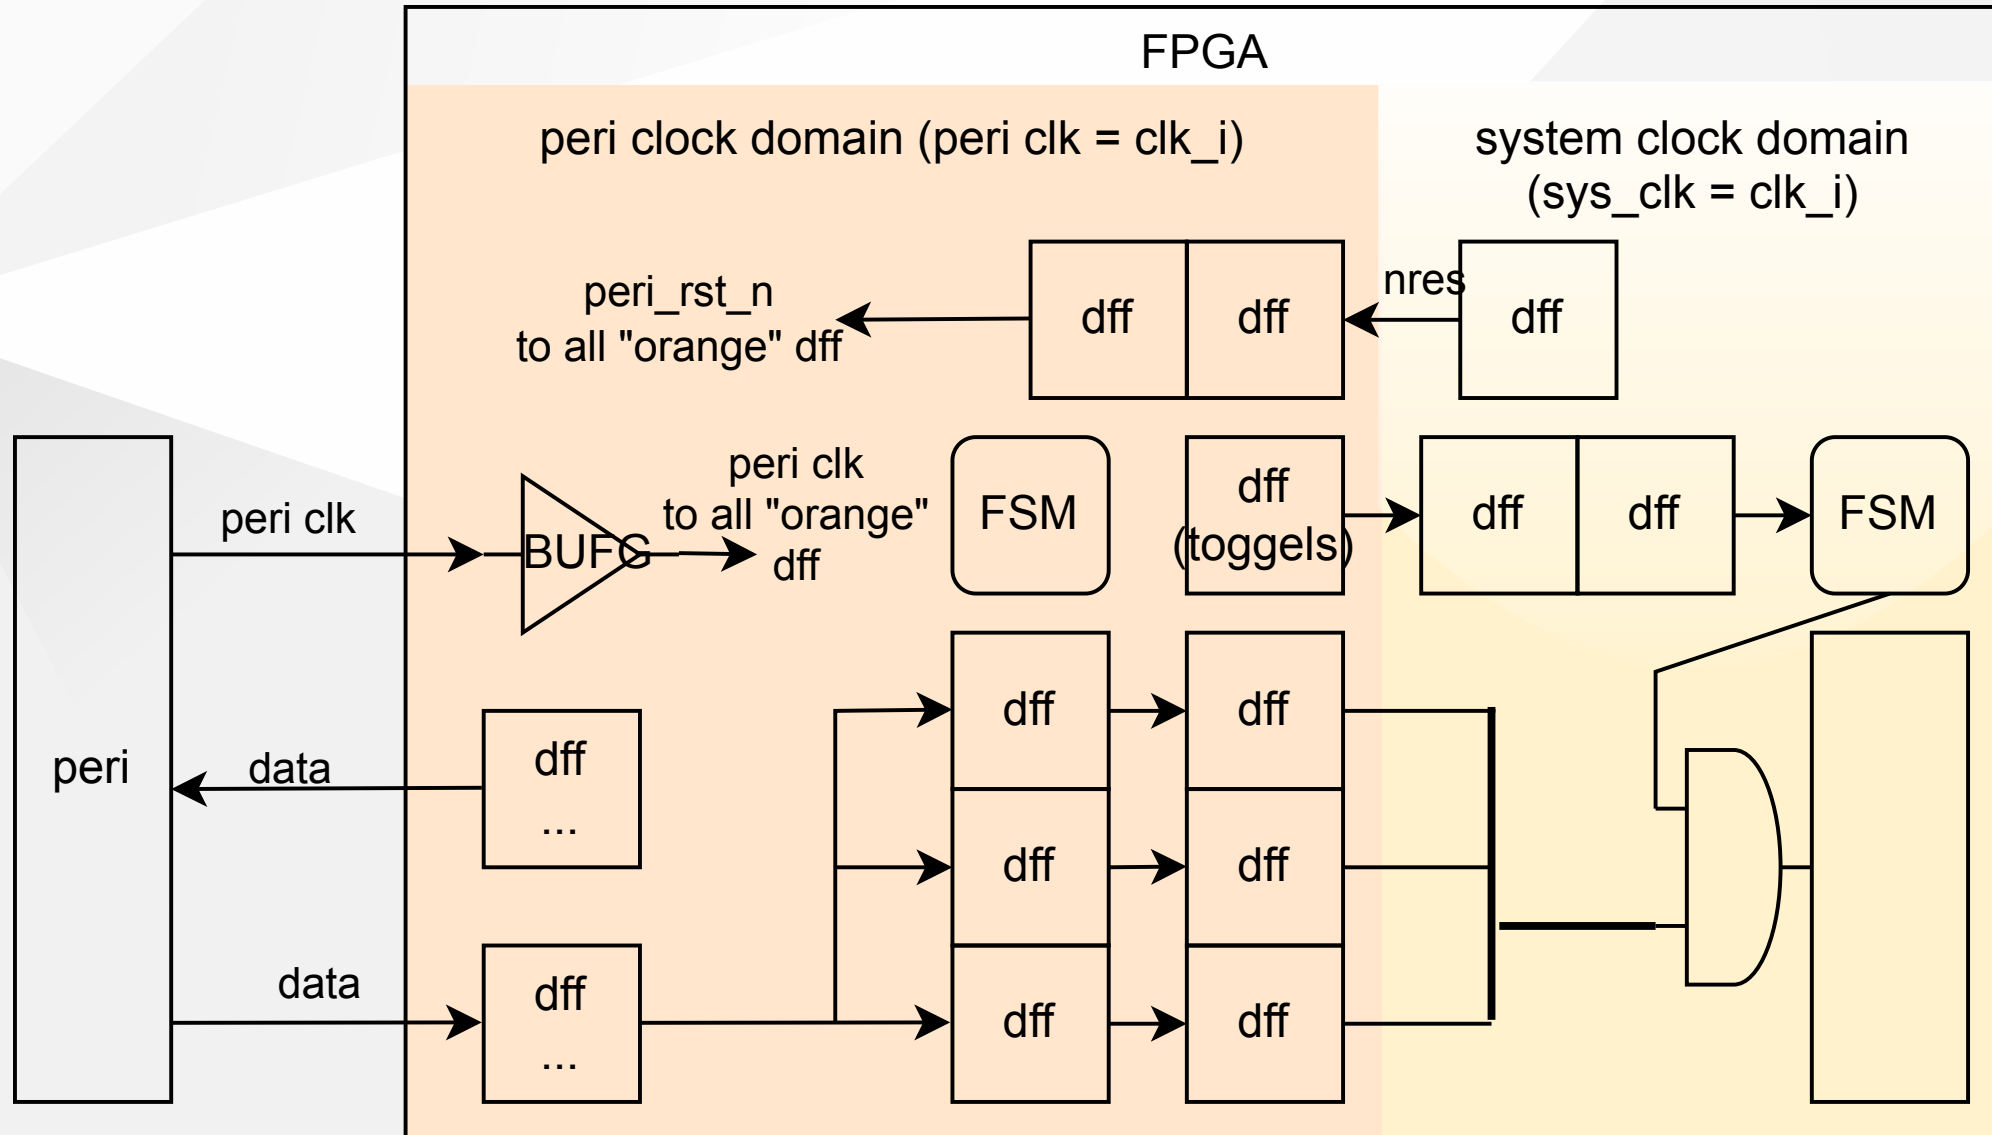 FPGA
peri clock domain (peri clk = clk_i)
system clock domain
(sys_clk = clk_i)
peri_rst_n
to all "orange" dff
dff
dff
nres
dff
peri clk
BUFG
peri clk
to all "orange"
dff
FSM
dff
(toggels)
dff
dff
FSM
peri
data
dff
...
dff
dff
dff
dff
data
dff
...
dff
dff